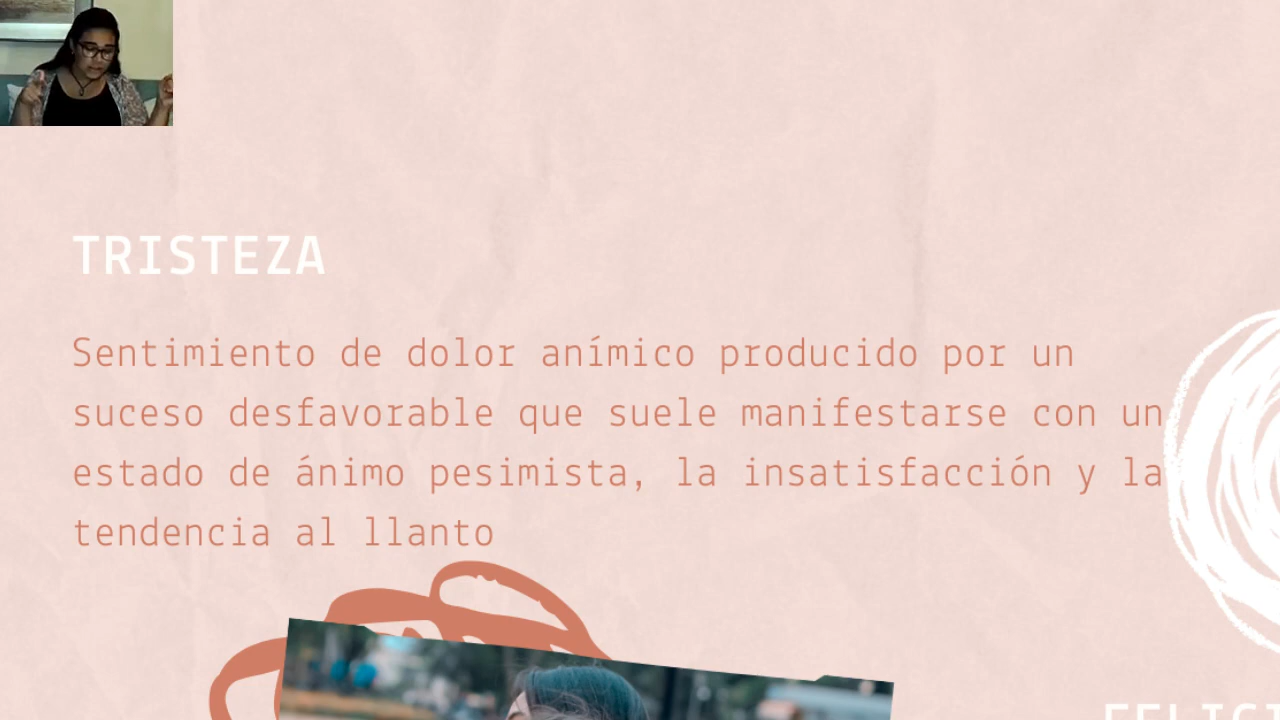 TRISTEZA
Sentimiento de dolor anímico producido por un
suceso desfavorable que suele manifestarse con un
estado de ánimo pesimista, la insatisfacción y la
tendencia al llanto